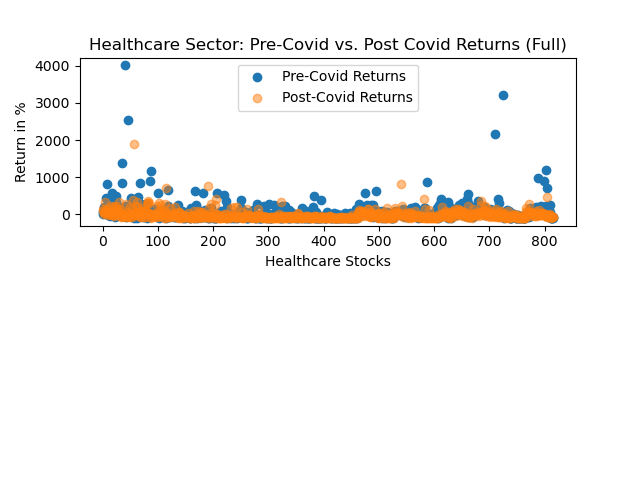 Healthcare Sector: Pre-Covid vs. Post Covid Returns (Full)
Pre-Covid Returns
Post-Covid Returns
Return in %
4000
3000
2000
1000
0
0 100 200 300 400 500 600 700 800
Healthcare Stocks